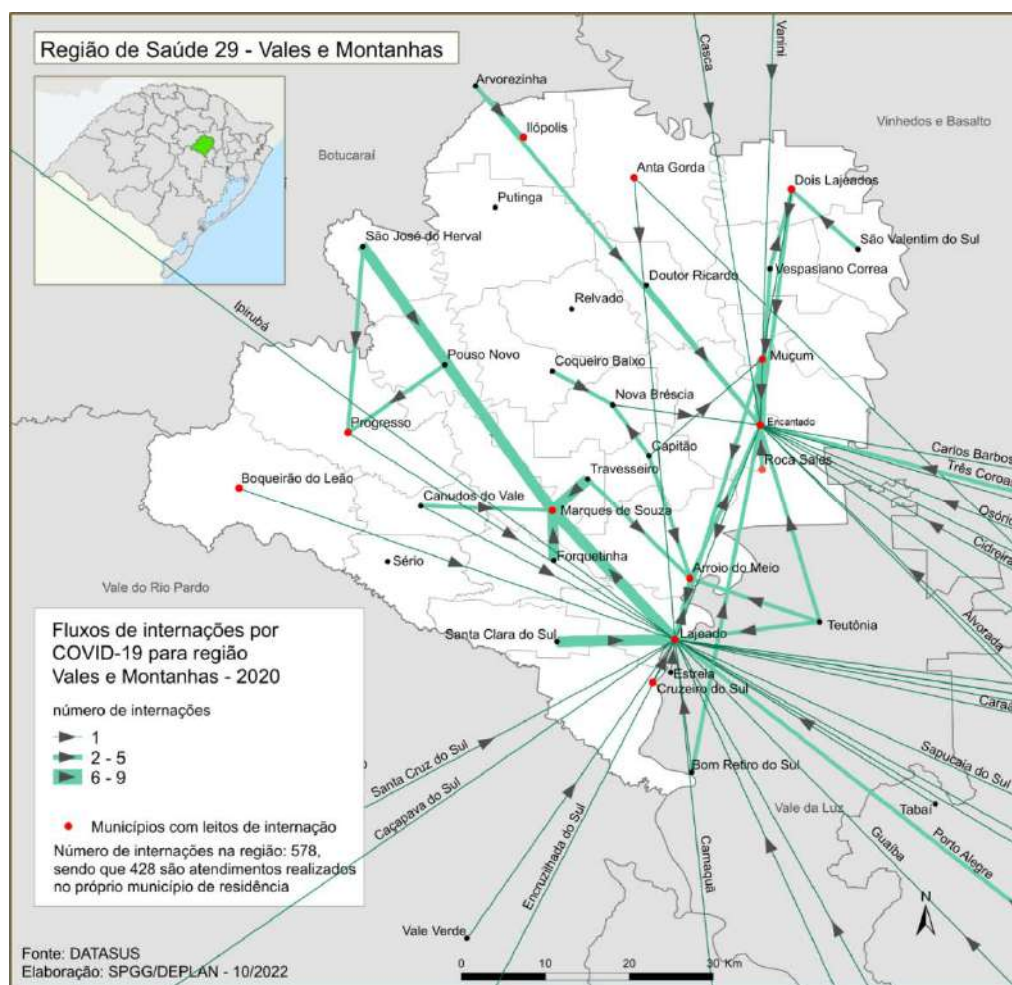 Região de Saúde 29 - Vales e Montanhas
Casca
Vanini
Arvorezinha
Ilópolis
Vinhedos e Basalto
Botucaraí
Anta Gorda
Dois Lajeados
Putinga
São José do Herval
São Valentim do Sul
Vespasiano Correa
Doutor Ricardo
Relvado
Ipirubá
Pouso Novo
Coqueiro Baixo
Muçum
Nova Bréscia
Progresso
Encantado
Capitão
Carlos Barbos
Roca Sales
Três Coroas
Travesseiro
Boqueirão do Leão
Canudos do Vale
Marques de Souza
Osório
Cidreira
Sério
Forquetinha
Arroio do Meio
Vale do Rio Pardo
Alvorada
Teutônia
Fluxos de internações por
COVID-19 para região
Vales e Montanhas - 2020
Santa Clara do Sul
Lajeado
Estrela
Cruzeiro do Sul
Caraá
número de internações
1
2 - 5
6 - 9
Santa Cruz do Sul
Sapucaia do Sul
Bom Retiro do Sul
Caçapava do Sul
Vale da Luz
Tabaí
Municípios com leitos de internação
Número de internações na região: 578,
sendo que 428 são atendimentos realizados
no próprio município de residência
Encruzilhada do Sul
Camaquã
Guaíba
Porto Alegre
N
Vale Verde
Fonte: DATASUS
Elaboração: SPGG/DEPLAN - 10/2022
0 10 20 30 Km